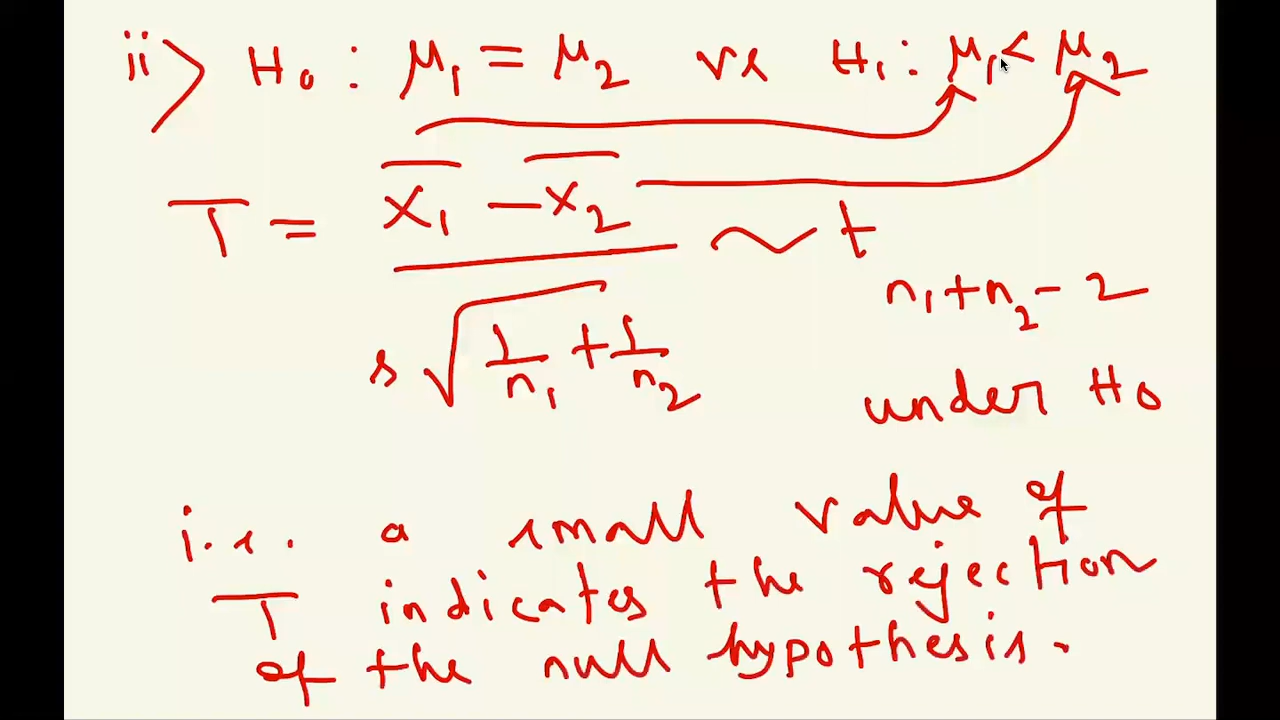 ii> H₀ : μ₁ = μ₂ vs H₁ : μ₁ < μ₂
T = (x̄₁ − x̄₂) / (s √(1/n₁ + 1/n₂)) ~ t n₁+n₂−2
under H₀
i.e. a small value of
T indicates the rejection
of the null hypothesis.